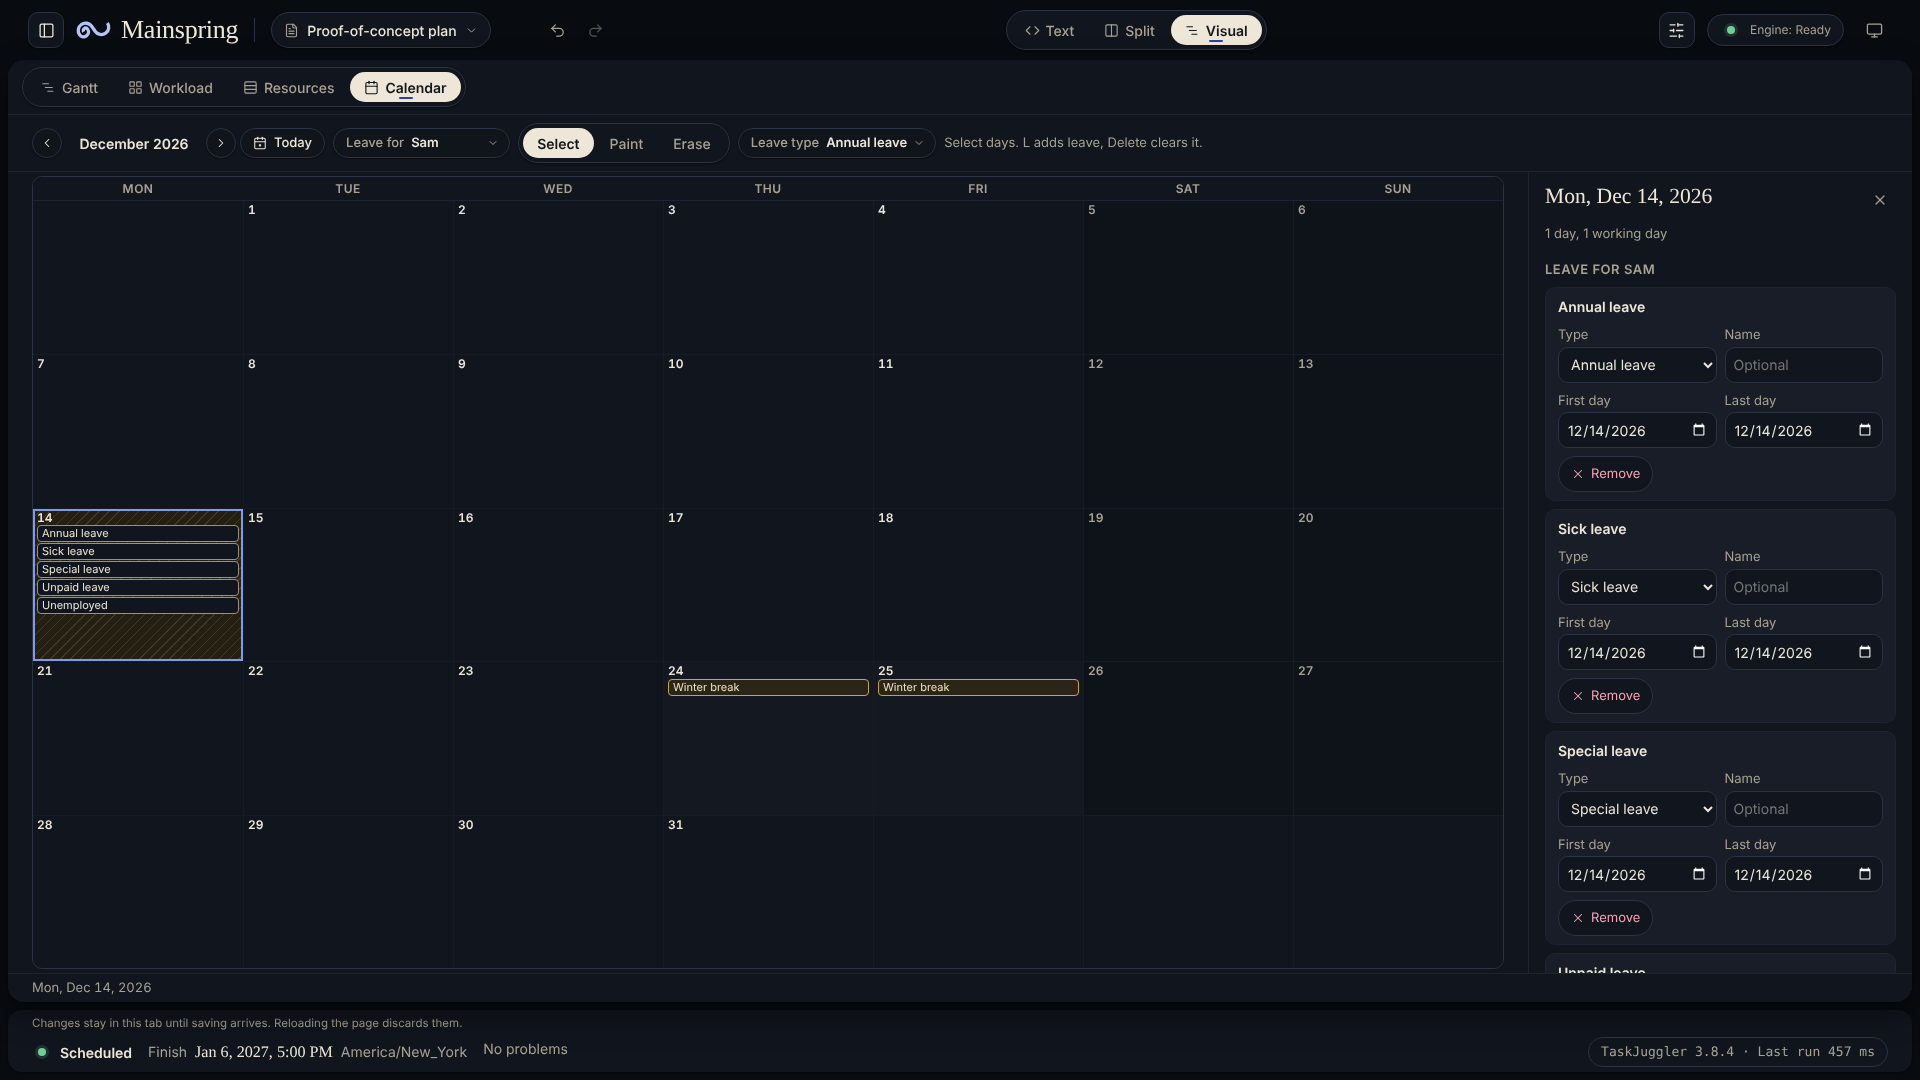 Mainspring
Proof-of-concept plan
Text
Split
Visual
Engine: Ready
Gantt
Workload
Resources
Calendar
December 2026
Today
Leave for Sam
Select
Paint
Erase
Leave type Annual leave
Select days. L adds leave, Delete clears it.
MON TUE WED THU FRI SAT SUN
1 2 3 4 5 6
7 8 9 10 11 12 13
14 15 16 17 18 19 20
Annual leave
Sick leave
Special leave
Unpaid leave
Unemployed
21 22 23 24 25 26 27
Winter break Winter break
28 29 30 31
Mon, Dec 14, 2026
1 day, 1 working day
LEAVE FOR SAM
Annual leave
Type Name
Annual leave Optional
First day Last day
12/14/2026 12/14/2026
Remove
Sick leave
Type Name
Sick leave Optional
First day Last day
12/14/2026 12/14/2026
Remove
Special leave
Type Name
Special leave Optional
First day Last day
12/14/2026 12/14/2026
Remove
Unpaid leave
Mon, Dec 14, 2026
Changes stay in this tab until saving arrives. Reloading the page discards them.
Scheduled Finish Jan 6, 2027, 5:00 PM America/New_York No problems
TaskJuggler 3.8.4 · Last run 457 ms